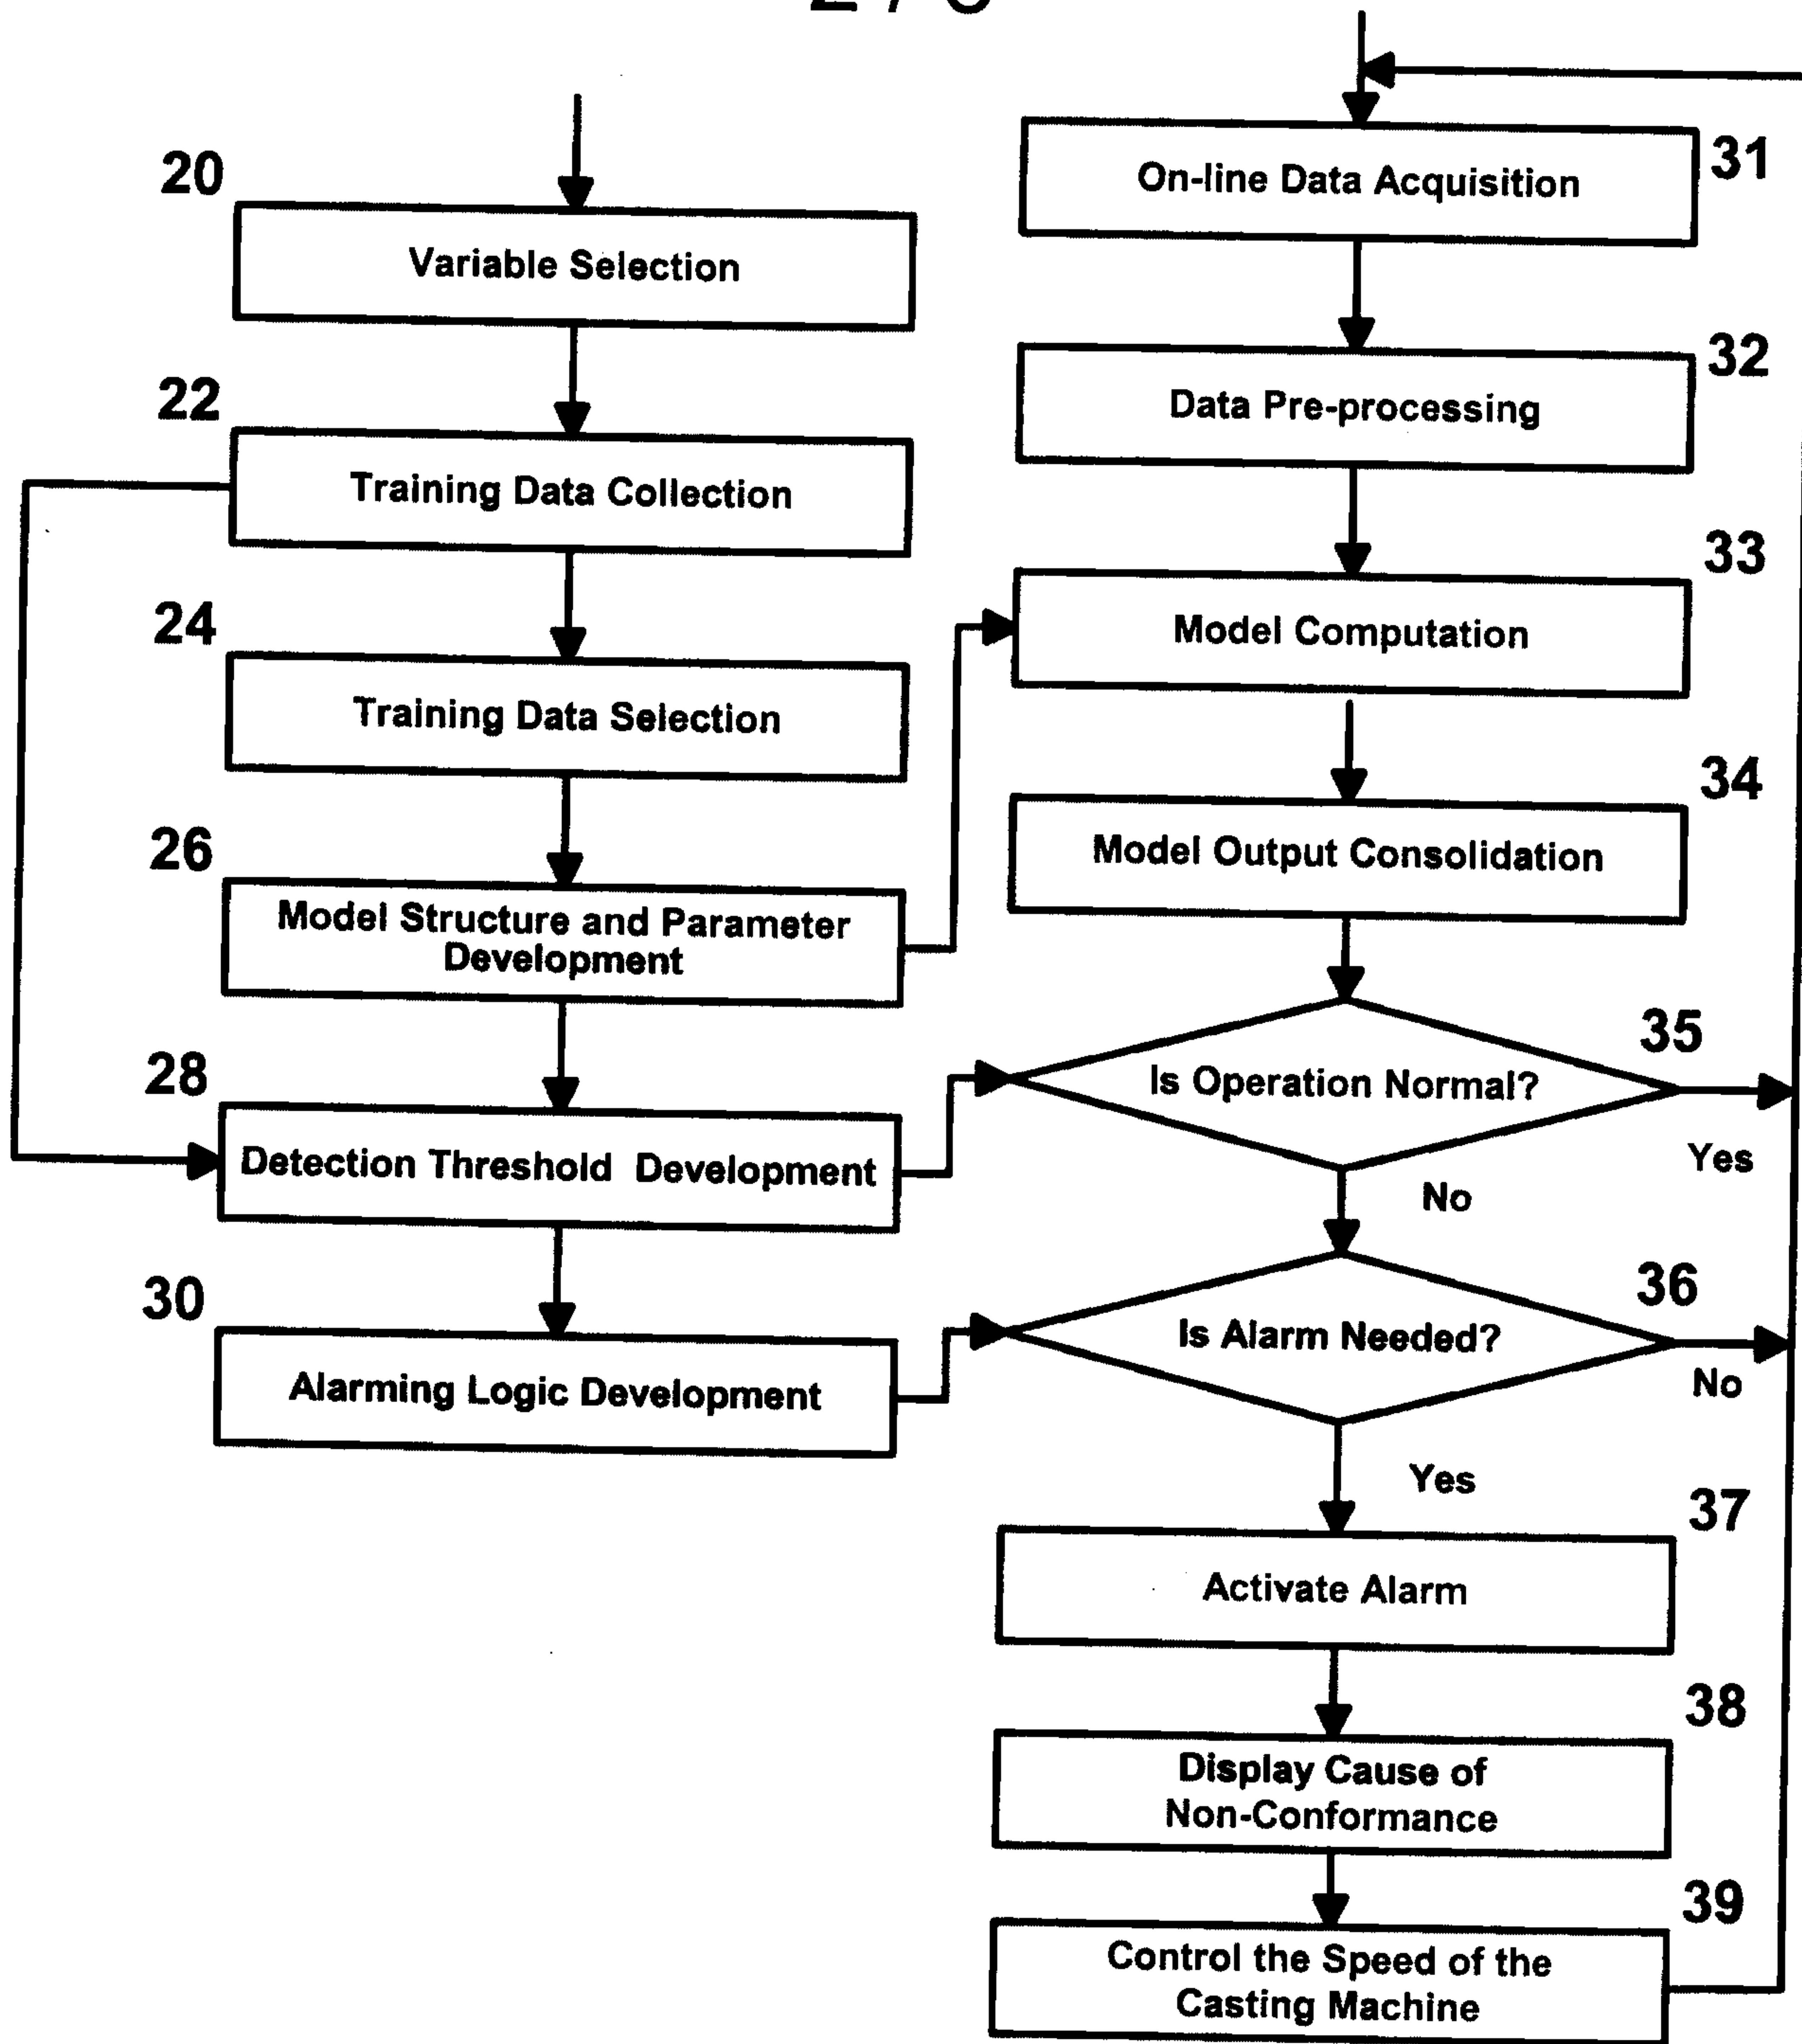 20
Variable Selection
22
Training Data Collection
24
Training Data Selection
26
Model Structure and Parameter
Development
28
Detection Threshold Development
30
Alarming Logic Development
31
On-line Data Acquisition
32
Data Pre-processing
33
Model Computation
34
Model Output Consolidation
35
Is Operation Normal?
Yes
No
36
Is Alarm Needed?
No
Yes
37
Activate Alarm
38
Display Cause of
Non-Conformance
39
Control the Speed of the
Casting Machine